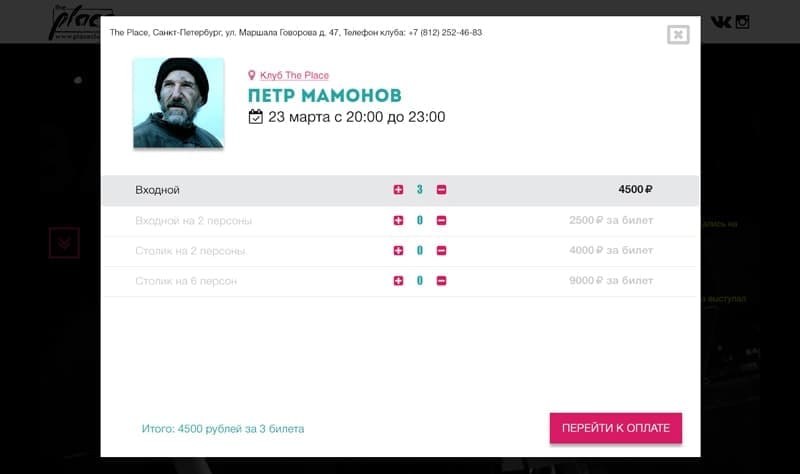 The place
The Place, Санкт-Петербург, ул. Маршала Говорова д. 47, Телефон клуба: +7 (812) 252-46-83
Клуб The Place
ПЕТР МАМОНОВ
23 марта с 20:00 до 23:00
Входной 3 4500 ₽
Входной на 2 персоны 0 2500 ₽ за билет
Столик на 2 персоны 0 4000 ₽ за билет
Столик на 6 персон 0 9000 ₽ за билет
Итого: 4500 рублей за 3 билета
ПЕРЕЙТИ К ОПЛАТЕ